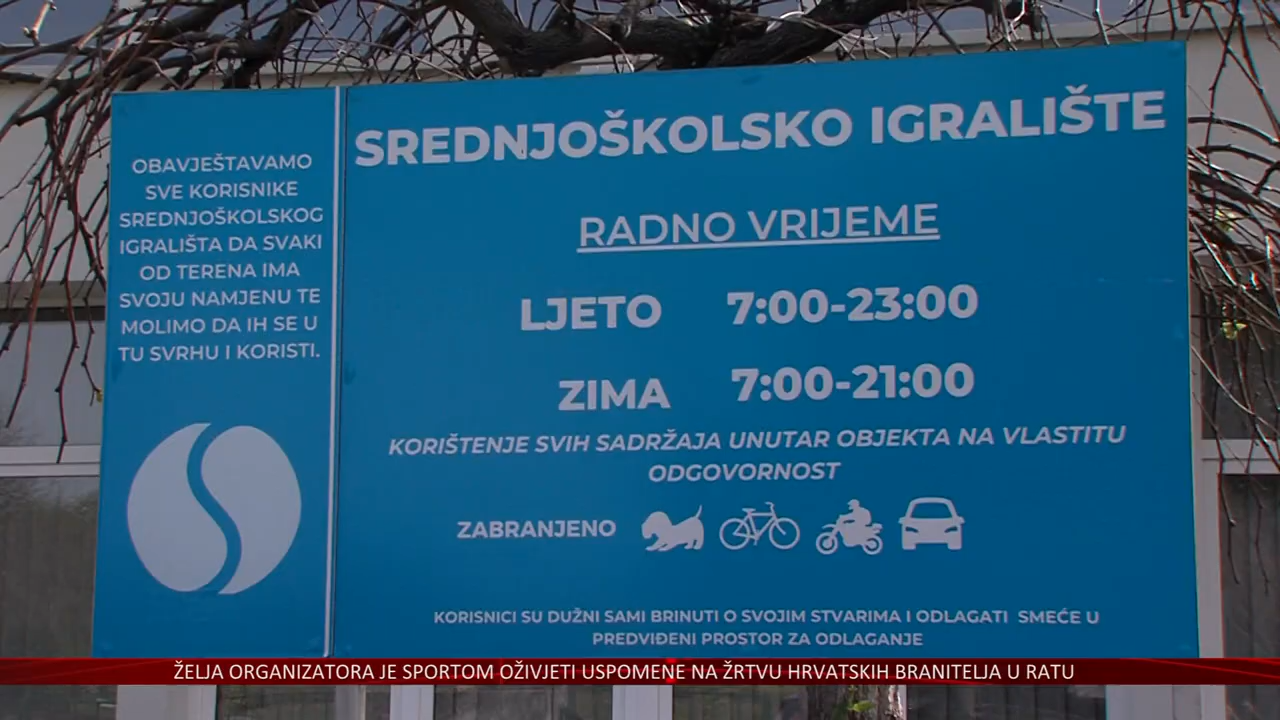 OBAVJEŠTAVAMO
SVE KORISNIKE
SREDNJOŠKOLSKOG
IGRALIŠTA DA SVAKI
OD TERENA IMA
SVOJU NAMJENU TE
MOLIMO DA IH SE U
TU SVRHU I KORISTI.
SREDNJOŠKOLSKO IGRALIŠTE
RADNO VRIJEME
LJETO 7:00-23:00
ZIMA 7:00-21:00
KORIŠTENJE SVIH SADRŽAJA UNUTAR OBJEKTA NA VLASTITU
ODGOVORNOST
ZABRANJENO
KORISNICI SU DUŽNI SAMI BRINUTI O SVOJIM STVARIMA I ODLAGATI SMEĆE U
PREDVIĐENI PROSTOR ZA ODLAGANJE
ŽELJA ORGANIZATORA JE SPORTOM OŽIVJETI USPOMENE NA ŽRTVU HRVATSKIH BRANITELJA U RATU